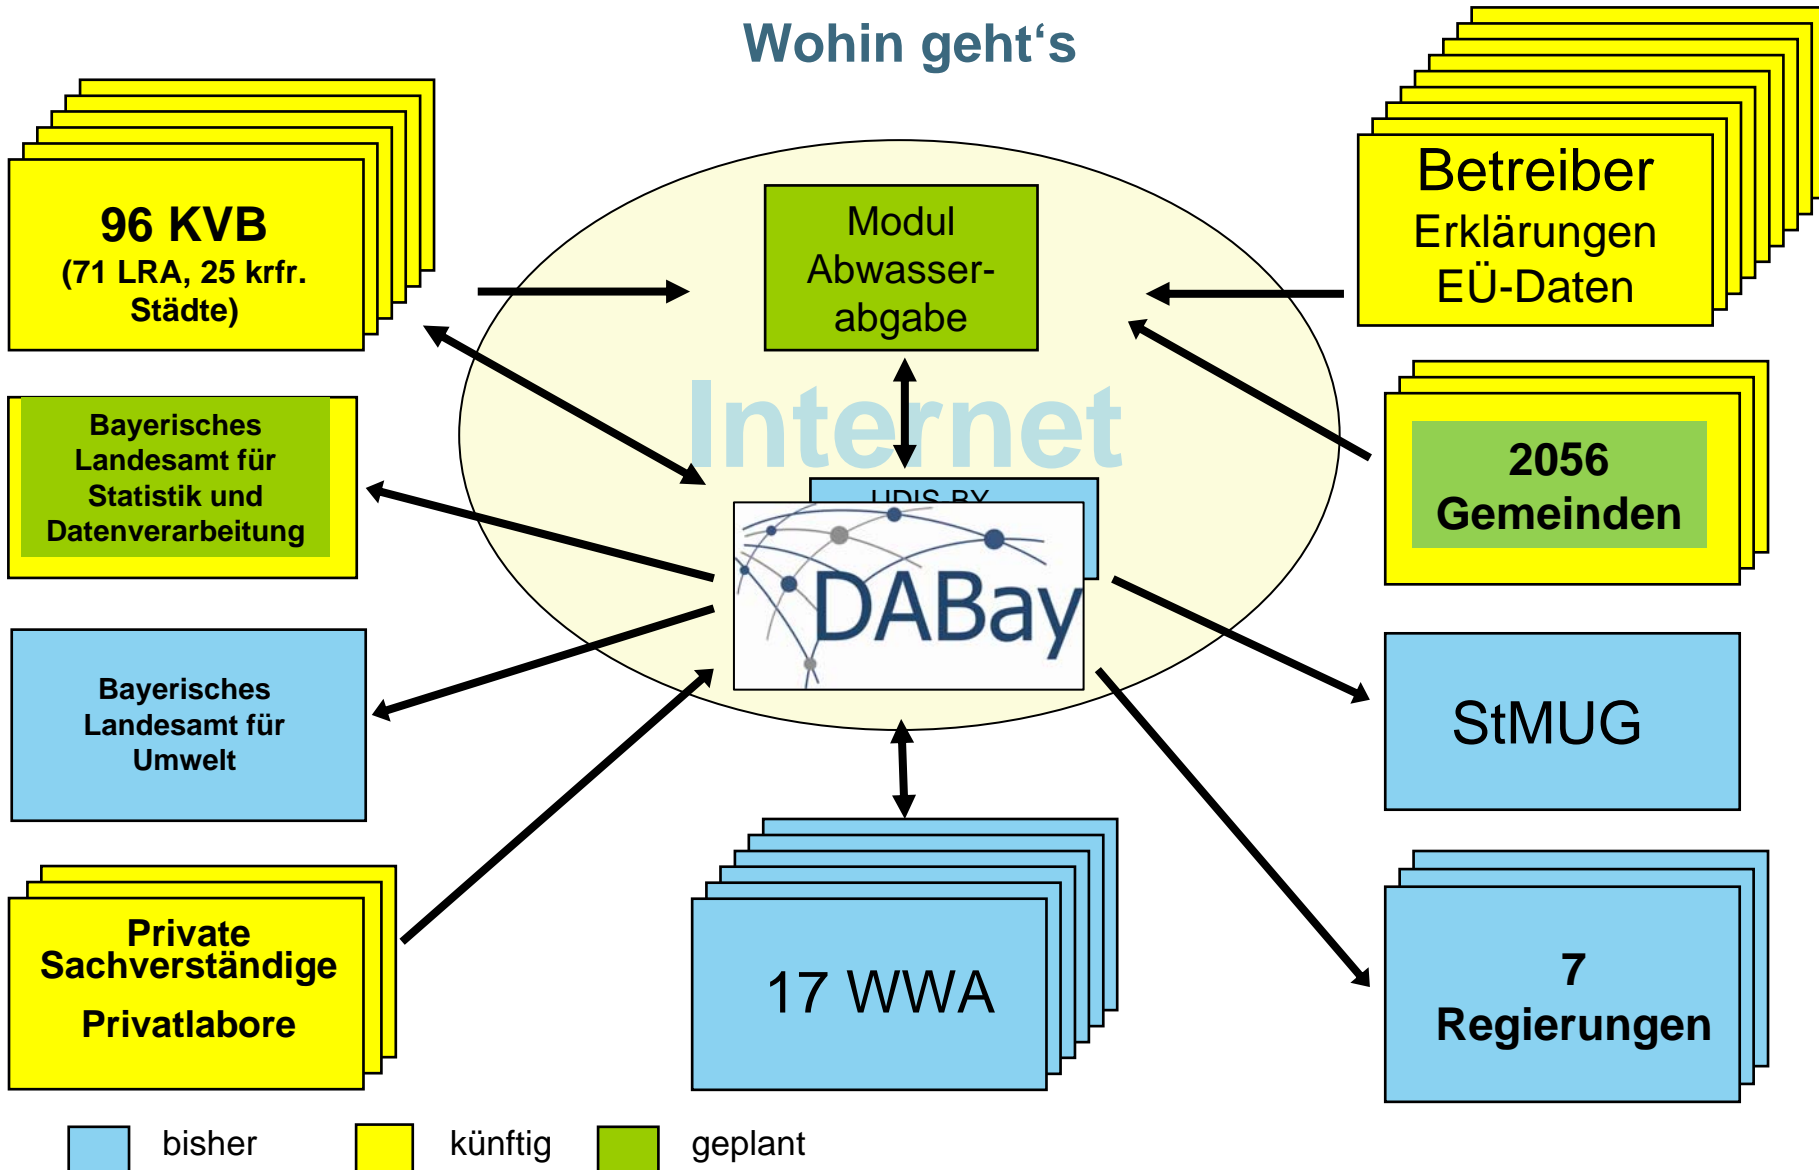 Wohin geht‘s
96 KVB
(71 LRA, 25 krfr.
Städte)
Modul
Abwasser-
abgabe
Betreiber
Erklärungen
EÜ-Daten
Internet
Bayerisches
Landesamt für
Statistik und
Datenverarbeitung
2056
Gemeinden
UDIS-BY
DABay
Bayerisches
Landesamt für
Umwelt
StMUG
Private
Sachverständige
Privatlabore
17 WWA
7
Regierungen
bisher
künftig
geplant